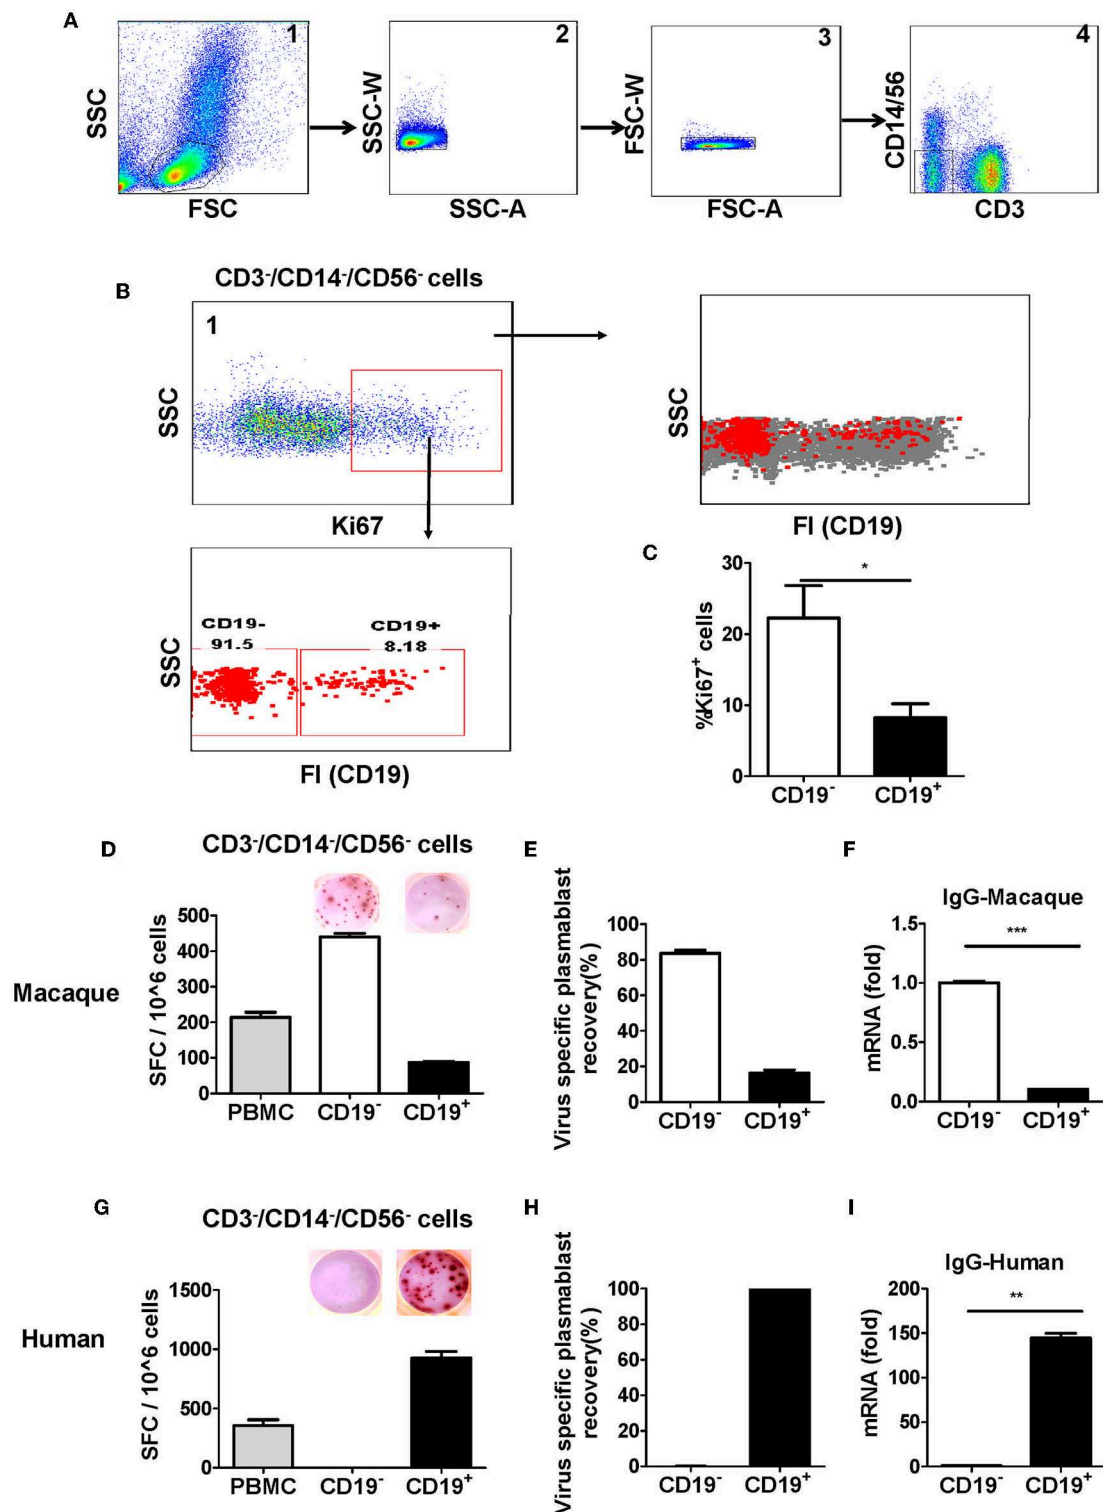 A
1
2
3
4
SSC
SSC-W
FSC-W
CD14/56
FSC
SSC-A
FSC-A
CD3
B
CD3-/CD14-/CD56- cells
1
SSC
Ki67
SSC
FI (CD19)
CD19-
91.5
CD19+
8.18
SSC
FI (CD19)
C
%Ki67+ cells
30
20
10
0
*
CD19-
CD19+
Macaque
D
CD3-/CD14-/CD56- cells
SFC / 10^6 cells
500
400
300
200
100
0
PBMC
CD19-
CD19+
E
Virus specific plasmablast
recovery(%)
100
80
60
40
20
0
CD19-
CD19+
F
IgG-Macaque
***
mRNA (fold)
1.5
1.0
0.5
0.0
CD19-
CD19+
Human
G
CD3-/CD14-/CD56- cells
SFC / 10^6 cells
1500
1000
500
0
PBMC
CD19-
CD19+
H
Virus specific plasmablast
recovery(%)
100
80
60
40
20
0
CD19-
CD19+
I
IgG-Human
**
mRNA (fold)
200
150
100
50
0
CD19-
CD19+